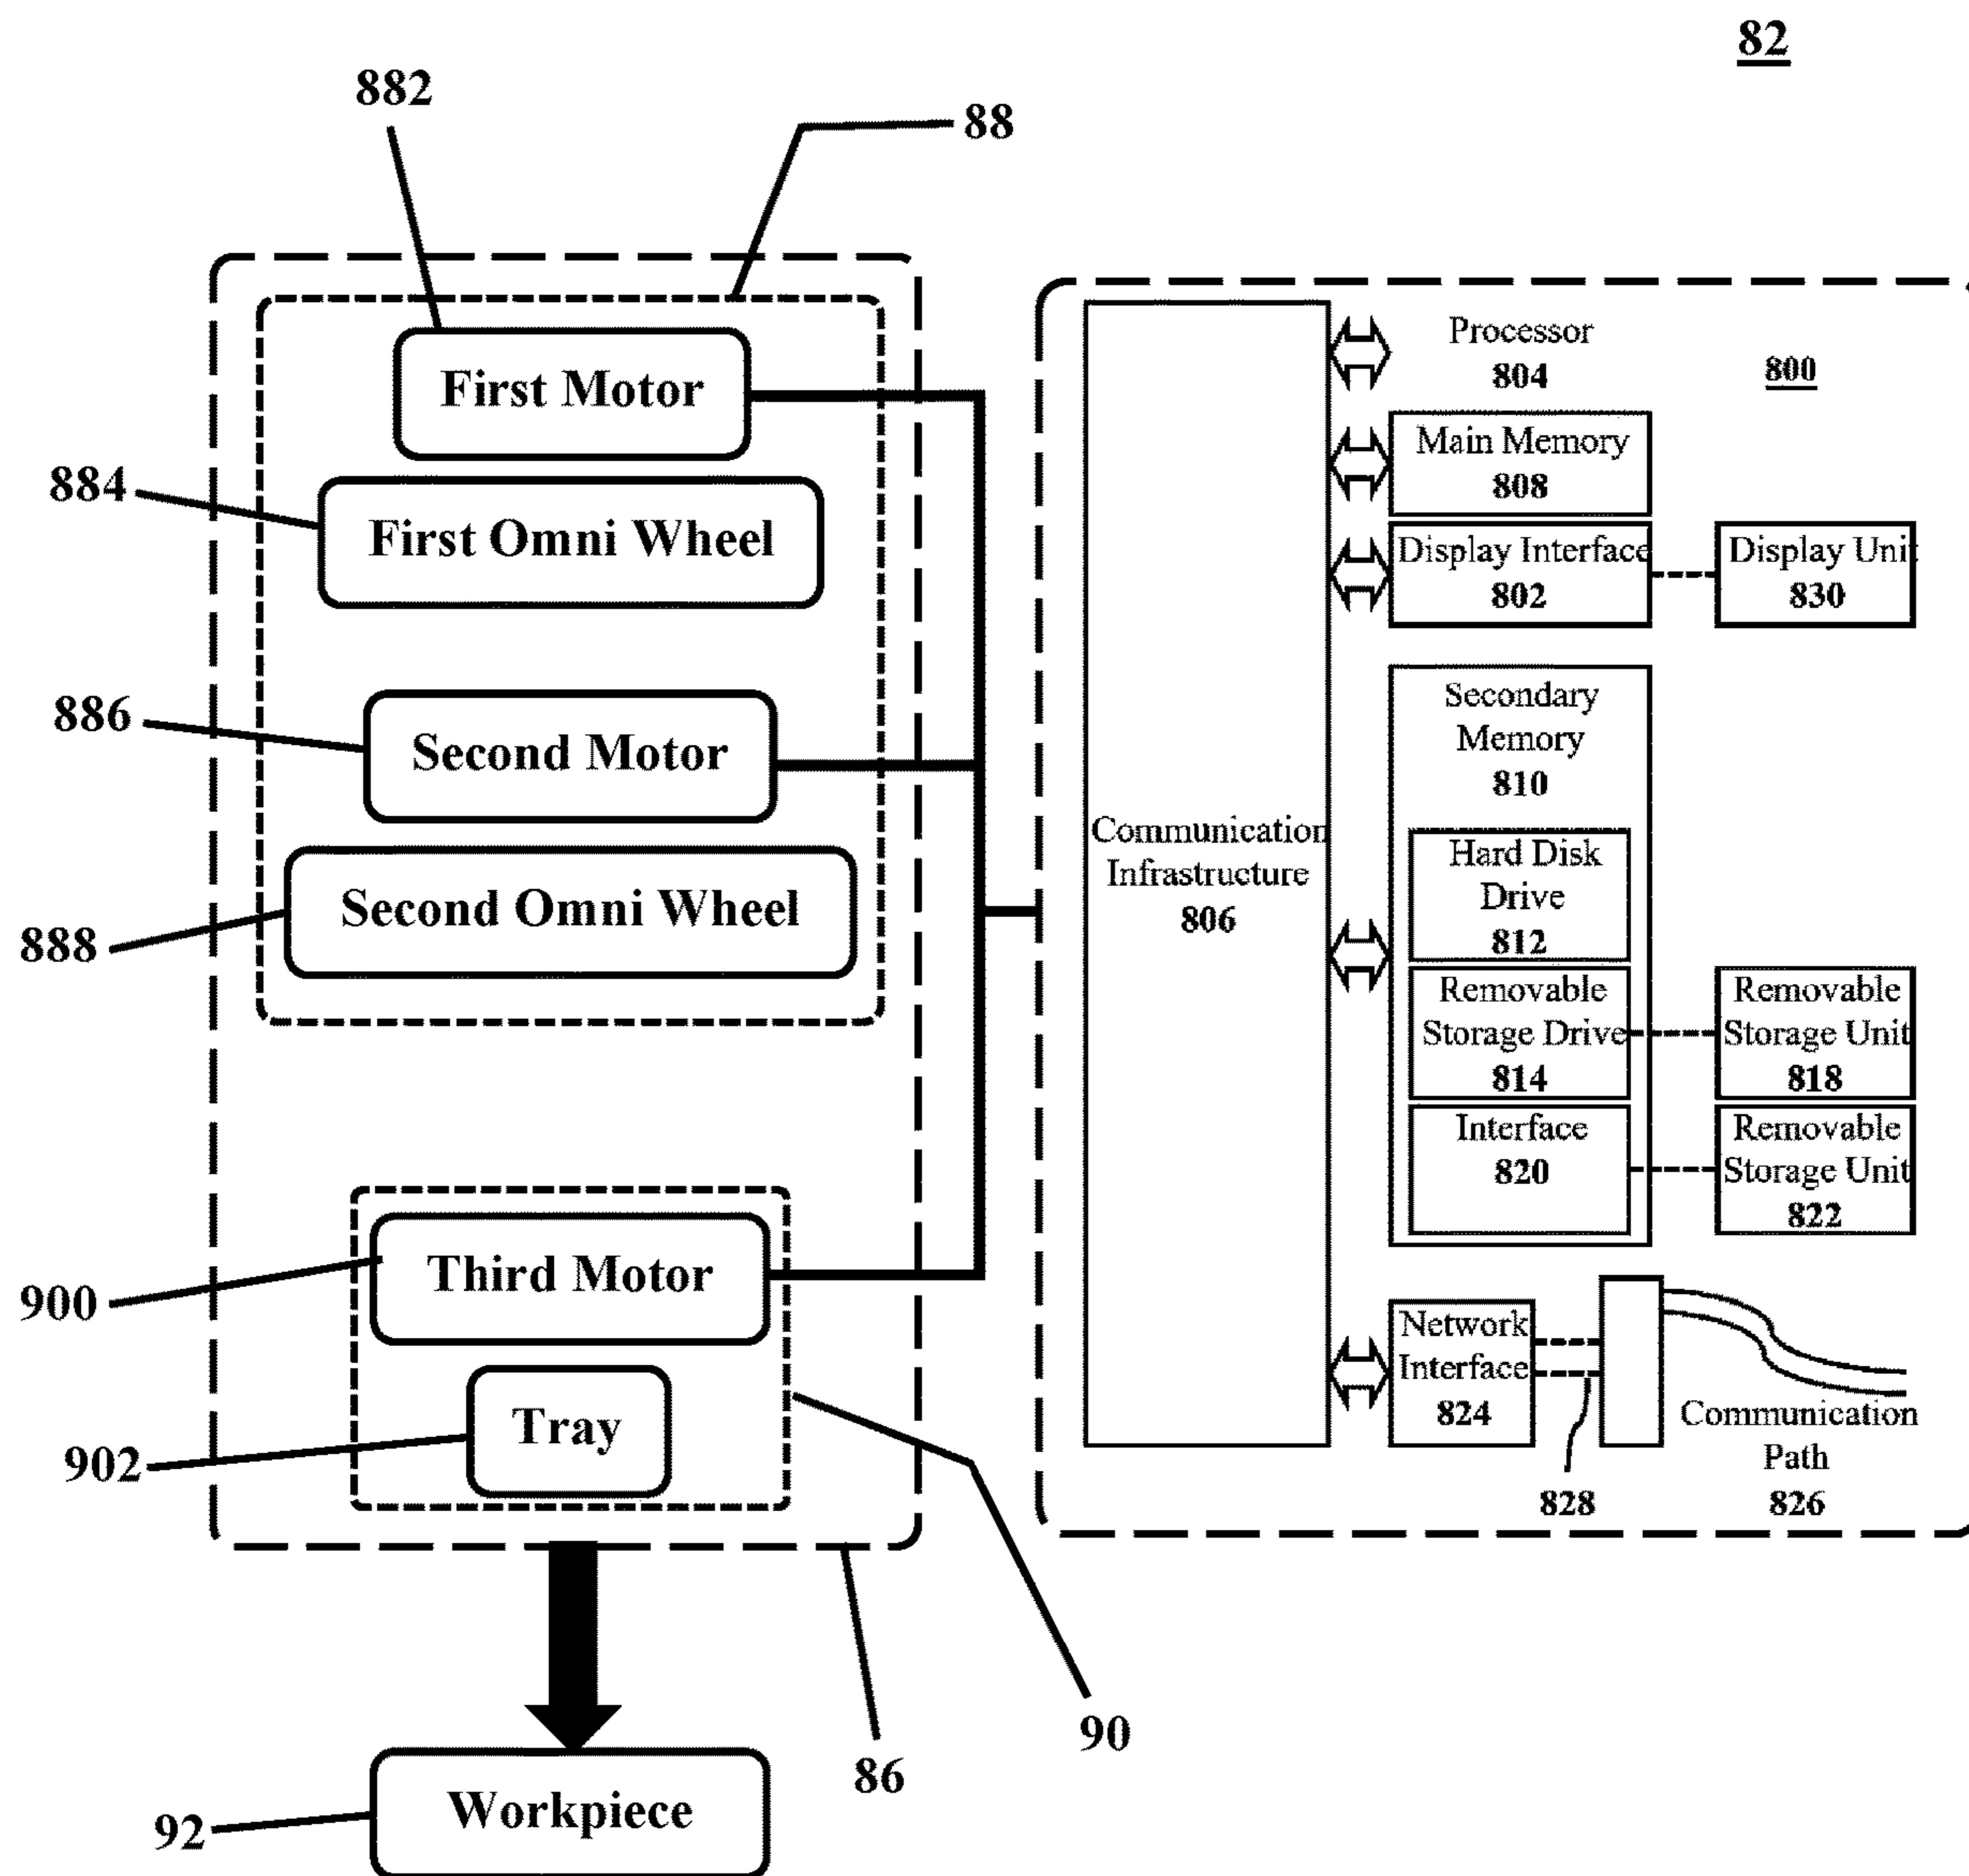 82
882
88
First Motor
884
First Omni Wheel
886
Second Motor
Second Omni Wheel
888
Third Motor
900
Tray
902
90
86
Workpiece
92
Communication
Infrastructure
806
Processor
804
800
Main Memory
808
Display Interface
802
Display Unit
830
Secondary
Memory
810
Hard Disk
Drive
812
Removable
Storage Drive
814
Removable
Storage Unit
818
Interface
820
Removable
Storage Unit
822
Network
Interface
824
828
Communication
Path
826